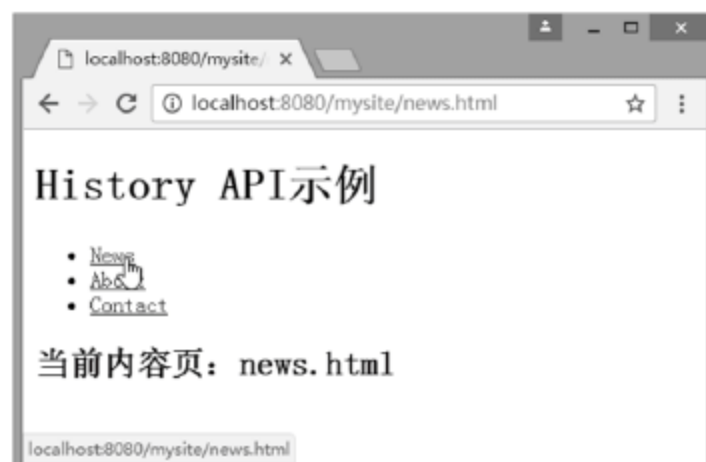 localhost:8080/mysite/
localhost:8080/mysite/news.html
History API示例
News
About
Contact
当前内容页：news.html
localhost:8080/mysite/news.html